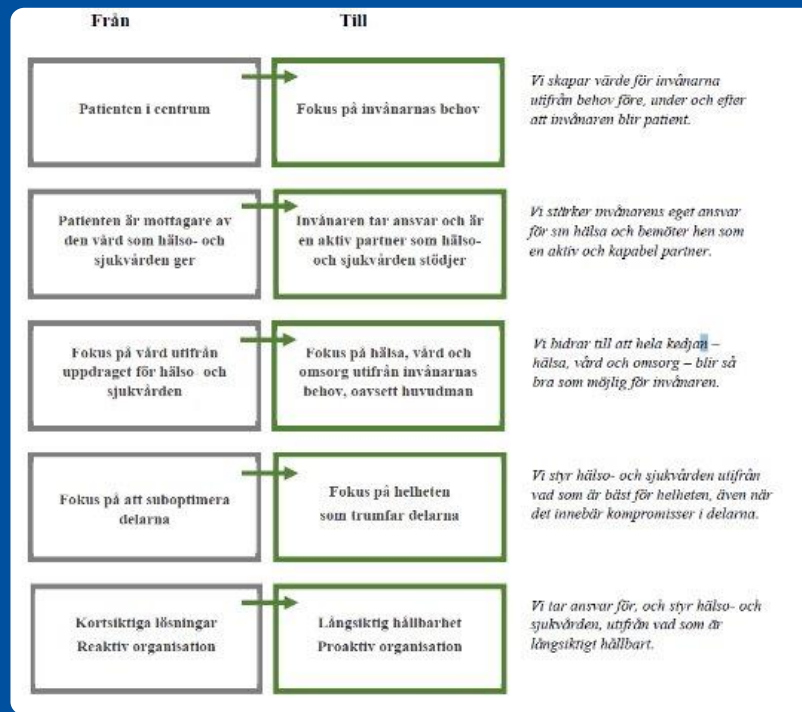 Från
Till
Patienten i centrum
Fokus på invånarnas behov
Vi skapar värde för invånarna
utifrån behov före, under och efter
att invånaren blir patient.
Patienten är mottagare av
den vård som hälso- och
sjukvården ger
Invånaren tar ansvar och är
en aktiv partner som hälso-
och sjukvården stödjer
Vi stärker invånarens eget ansvar
för sin hälsa och bemöter hen som
en aktiv och kapabel partner.
Fokus på vård utifrån
uppdraget för hälso- och
sjukvården
Fokus på hälsa, vård och
omsorg utifrån invånarnas
behov, oavsett huvudman
Vi bidrar till att hela kedjan –
hälsa, vård och omsorg – blir så
bra som möjlig för invånaren.
Fokus på att suboptimera
delarna
Fokus på helheten
som trumfar delarna
Vi styr hälso- och sjukvården utifrån
vad som är bäst för helheten, även när
det innebär kompromisser i delarna.
Kortsiktiga lösningar
Reaktiv organisation
Långsiktig hållbarhet
Proaktiv organisation
Vi tar ansvar för, och styr hälso- och
sjukvården, utifrån vad som är
långsiktigt hållbart.